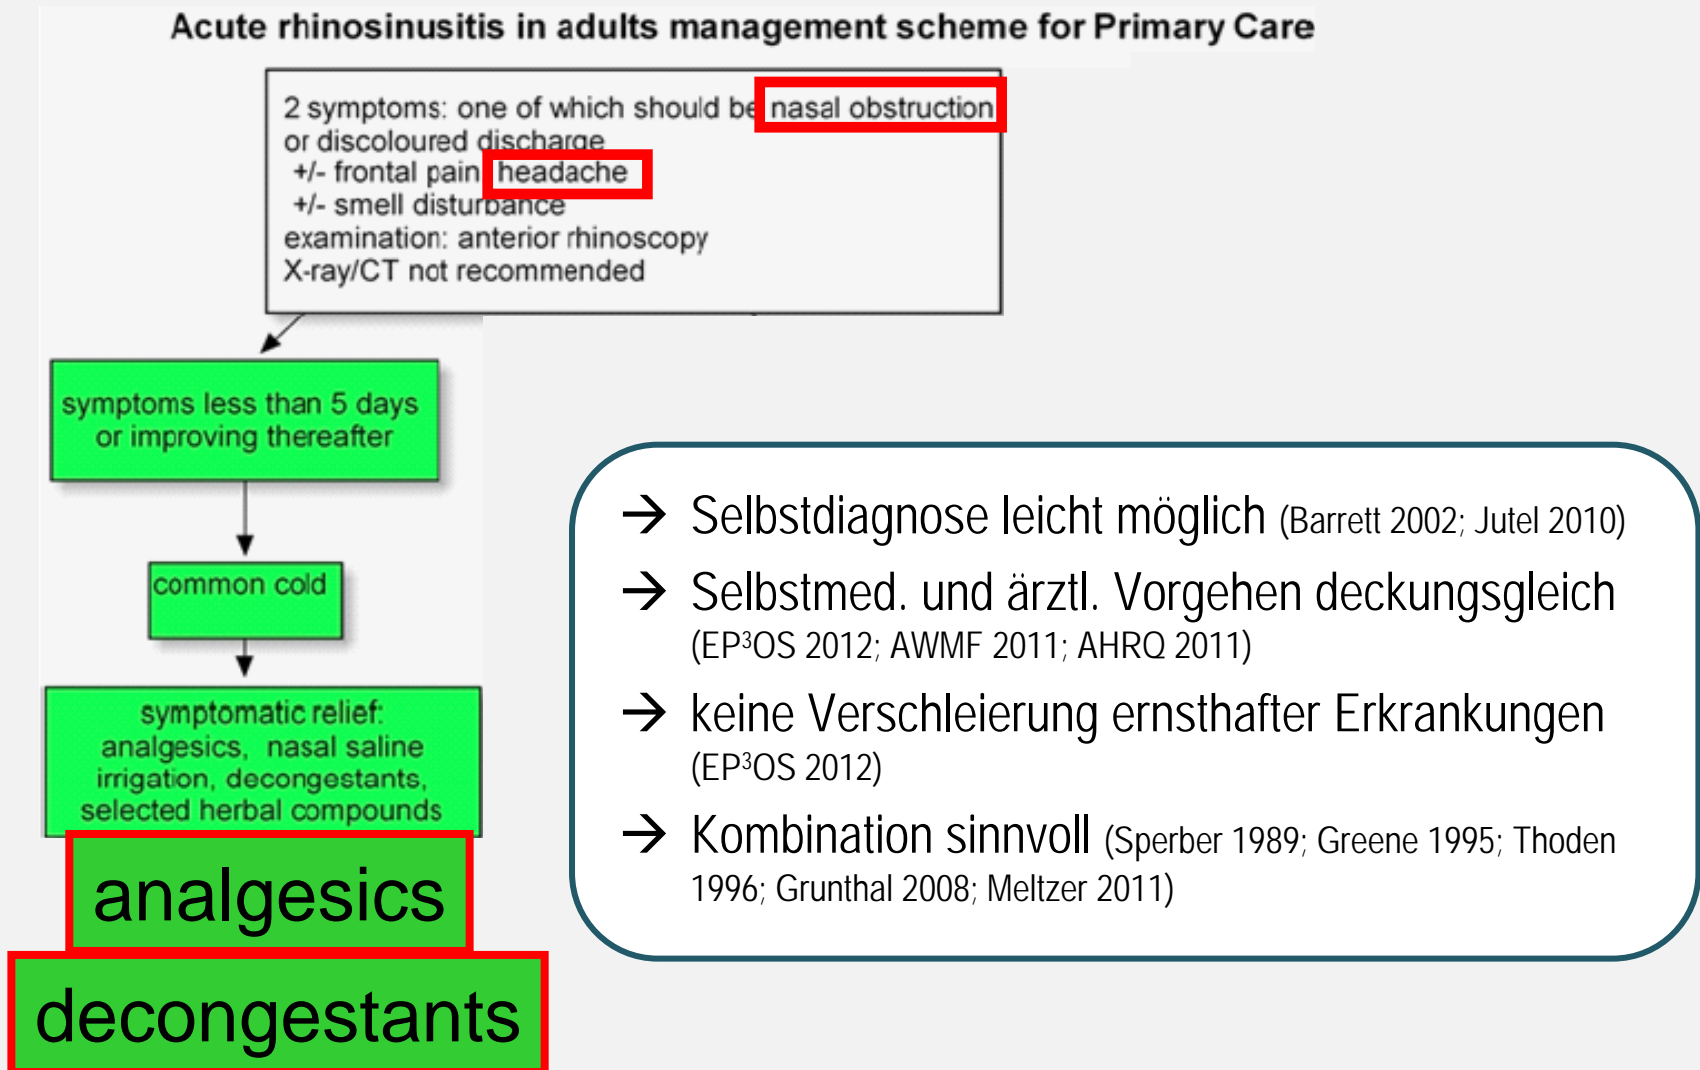 Acute rhinosinusitis in adults management scheme for Primary Care
2 symptoms: one of which should be nasal obstruction
or discoloured discharge
+/- frontal pain headache
+/- smell disturbance
examination: anterior rhinoscopy
X-ray/CT not recommended
symptoms less than 5 days
or improving thereafter
common cold
symptomatic relief:
analgesics, nasal saline
irrigation, decongestants,
selected herbal compounds
analgesics
decongestants
→ Selbstdiagnose leicht möglich (Barrett 2002; Jutel 2010)
→ Selbstmed. und ärztl. Vorgehen deckungsgleich
(EP³OS 2012; AWMF 2011; AHRQ 2011)
→ keine Verschleierung ernsthafter Erkrankungen
(EP³OS 2012)
→ Kombination sinnvoll (Sperber 1989; Greene 1995; Thoden
1996; Grunthal 2008; Meltzer 2011)